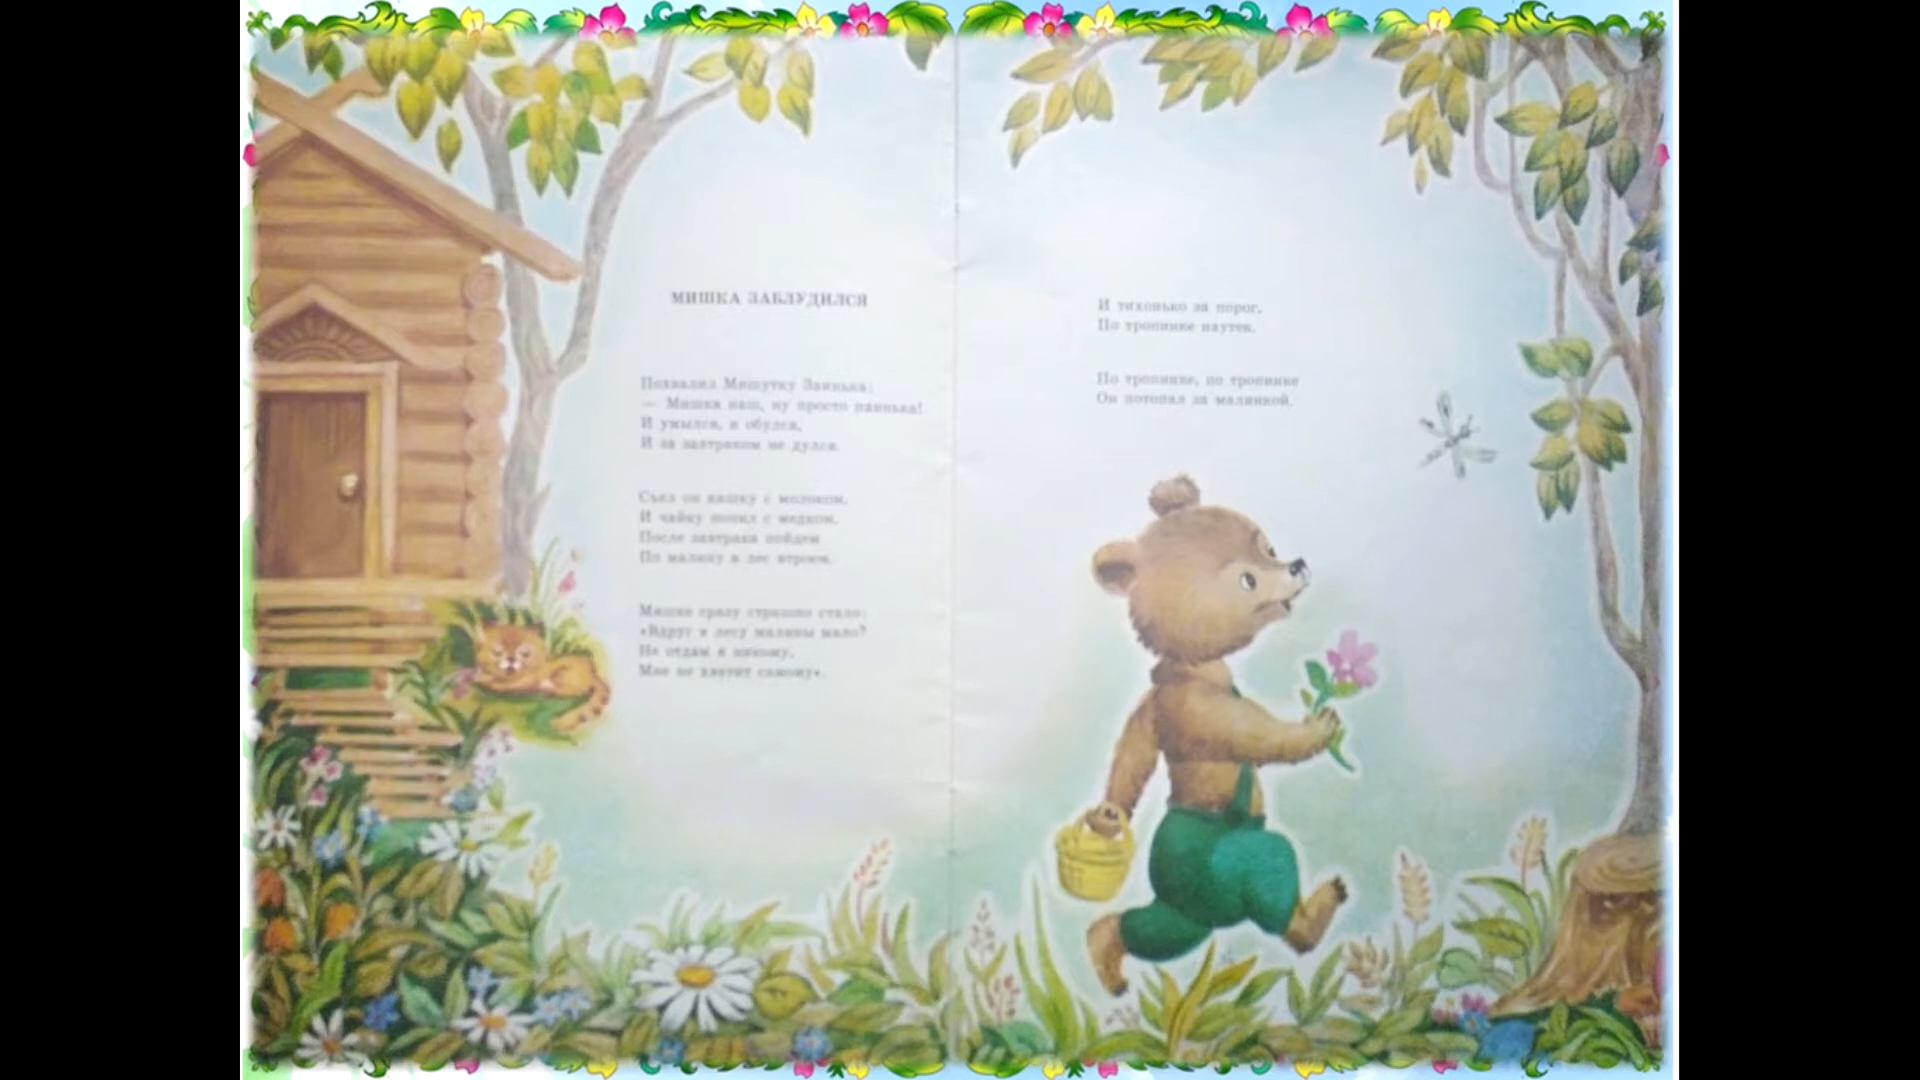 МИШКА ЗАБЛУДИЛСЯ
Похвалил Мишутку Заинька:
— Мишка наш, ну просто паинька!
И умылся, и обулся,
И за завтраком не дулся.
Съел он кашку с молоком,
И чайку попил с медком.
После завтрака пойдем
По малину в лес втроем.
Мишке сразу страшно стало:
«Вдруг в лесу малины мало?
Не отдам я никому,
Мне не хватит самому».
И тихонько за порог,
По тропинке наутек.
По тропинке, по тропинке
Он потопал за малинкой.